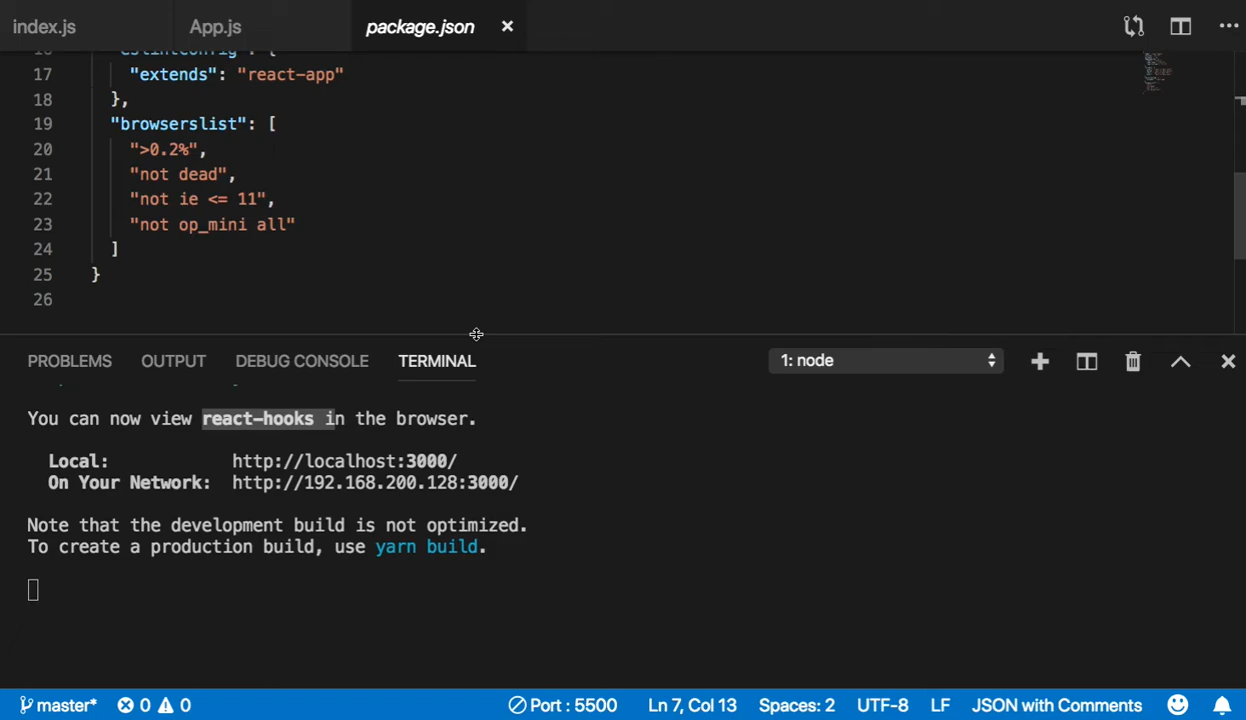 index.js App.js package.json
17 "extends": "react-app"
18 },
19 "browserslist": [
20 ">0.2%",
21 "not dead",
22 "not ie <= 11",
23 "not op_mini all"
24 ]
25 }
26
PROBLEMS OUTPUT DEBUG CONSOLE TERMINAL 1: node
You can now view react-hooks in the browser.
Local: http://localhost:3000/
On Your Network: http://192.168.200.128:3000/
Note that the development build is not optimized.
To create a production build, use yarn build.
master* 0 0 Port : 5500 Ln 7, Col 13 Spaces: 2 UTF-8 LF JSON with Comments